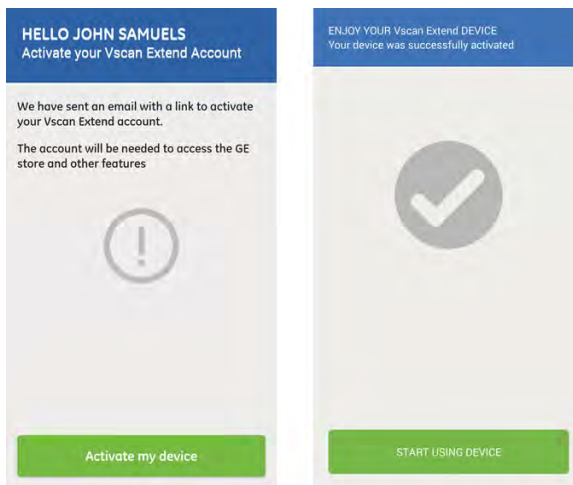 HELLO JOHN SAMUELS
Activate your Vscan Extend Account
We have sent an email with a link to activate
your Vscan Extend account.
The account will be needed to access the GE
store and other features
Activate my device
ENJOY YOUR Vscan Extend DEVICE
Your device was successfully activated
START USING DEVICE